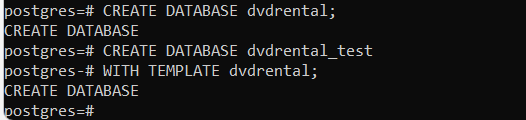 postgres=# CREATE DATABASE dvdrental;
CREATE DATABASE
postgres=# CREATE DATABASE dvdrental_test
postgres-# WITH TEMPLATE dvdrental;
CREATE DATABASE
postgres=#